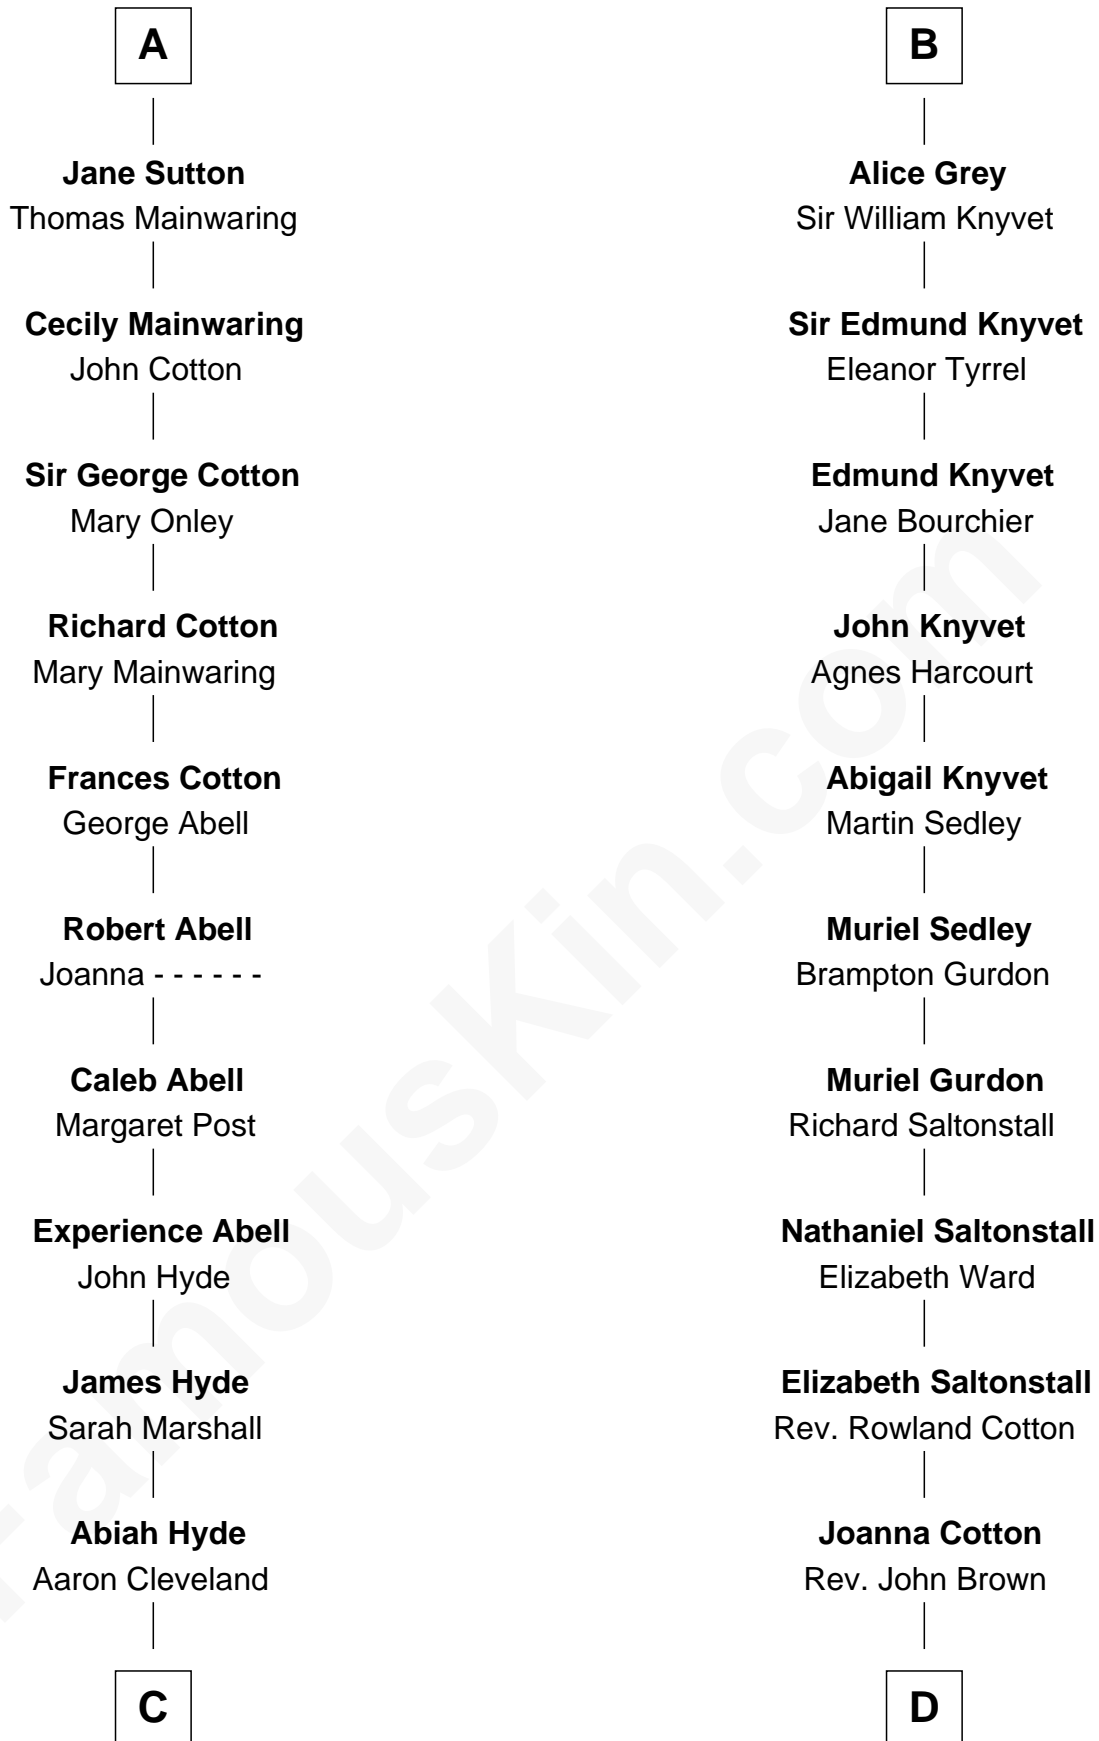 A
Jane Sutton
Thomas Mainwaring
Cecily Mainwaring
John Cotton
Sir George Cotton
Mary Onley
Richard Cotton
Mary Mainwaring
Frances Cotton
George Abell
Robert Abell
Joanna - - - - - -
Caleb Abell
Margaret Post
Experience Abell
John Hyde
James Hyde
Sarah Marshall
Abiah Hyde
Aaron Cleveland
C
B
Alice Grey
Sir William Knyvet
Sir Edmund Knyvet
Eleanor Tyrrel
Edmund Knyvet
Jane Bourchier
John Knyvet
Agnes Harcourt
Abigail Knyvet
Martin Sedley
Muriel Sedley
Brampton Gurdon
Muriel Gurdon
Richard Saltonstall
Nathaniel Saltonstall
Elizabeth Ward
Elizabeth Saltonstall
Rev. Rowland Cotton
Joanna Cotton
Rev. John Brown
D
FamousKin.com